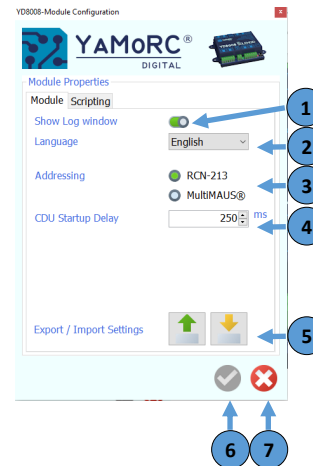 YD8008-Module Configuration
x
YAMORC®
DIGITAL
Module Properties
Module Scripting
Show Log window
1
Language English
2
Addressing RCN-213
3
MultiMAUS®
CDU Startup Delay 250 ms
4
Export / Import Settings
5
6 7